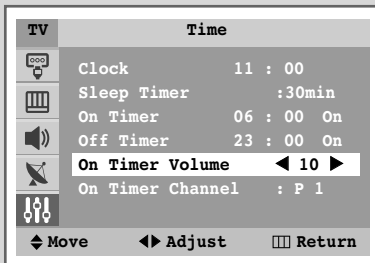 TV Time
Clock 11 : 00
Sleep Timer :30min
On Timer 06 : 00 On
Off Timer 23 : 00 On
On Timer Volume ◀ 10 ▶
On Timer Channel : P 1
Move Adjust Return